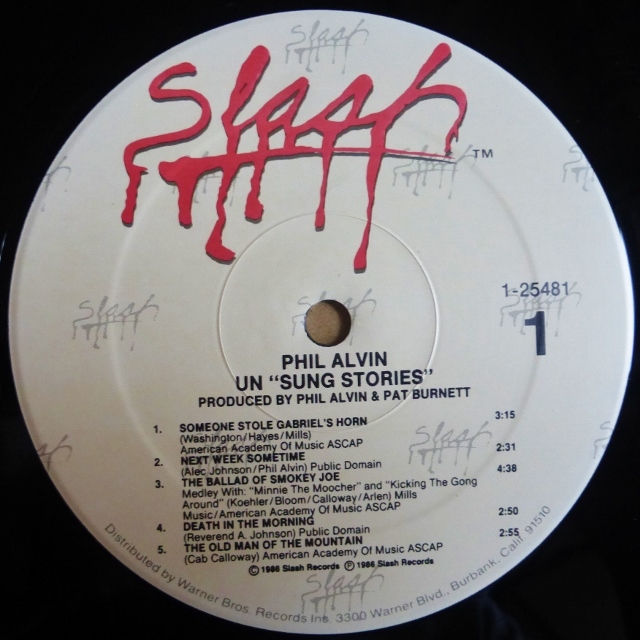 Slash
TM
1-25481
1
PHIL ALVIN
UN “SUNG STORIES”
PRODUCED BY PHIL ALVIN & PAT BURNETT
1. SOMEONE STOLE GABRIEL'S HORN 3:15
(Washington/Hayes/Mills)
American Academy Of Music ASCAP
2. NEXT WEEK SOMETIME 2:31
(Alec Johnson/Phil Alvin) Public Domain
3. THE BALLAD OF SMOKEY JOE 4:38
Medley With: “Minnie The Moocher” and “Kicking The Gong
Around” (Koehler/Bloom/Calloway/Arlen) Mills
Music/American Academy Of Music ASCAP
4. DEATH IN THE MORNING 2:50
(Reverend A. Johnson) Public Domain
5. THE OLD MAN OF THE MOUNTAIN 2:55
(Cab Calloway) American Academy Of Music ASCAP
© 1986 Slash Records ℗ 1986 Slash Records
Distributed by Warner Bros. Records Inc. 3300 Warner Blvd., Burbank, Calif. 91510